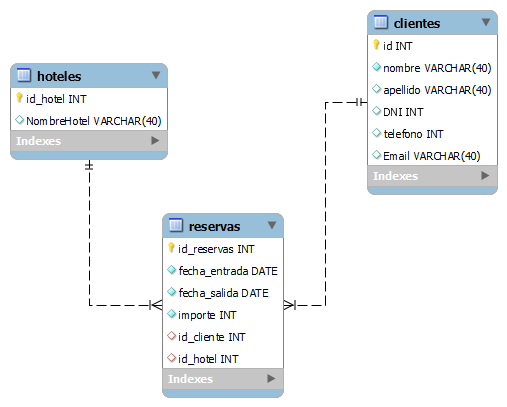 clientes
id INT
nombre VARCHAR(40)
apellido VARCHAR(40)
DNI INT
telefono INT
Email VARCHAR(40)
Indexes
hoteles
id_hotel INT
NombreHotel VARCHAR(40)
Indexes
reservas
id_reservas INT
fecha_entrada DATE
fecha_salida DATE
importe INT
id_cliente INT
id_hotel INT
Indexes